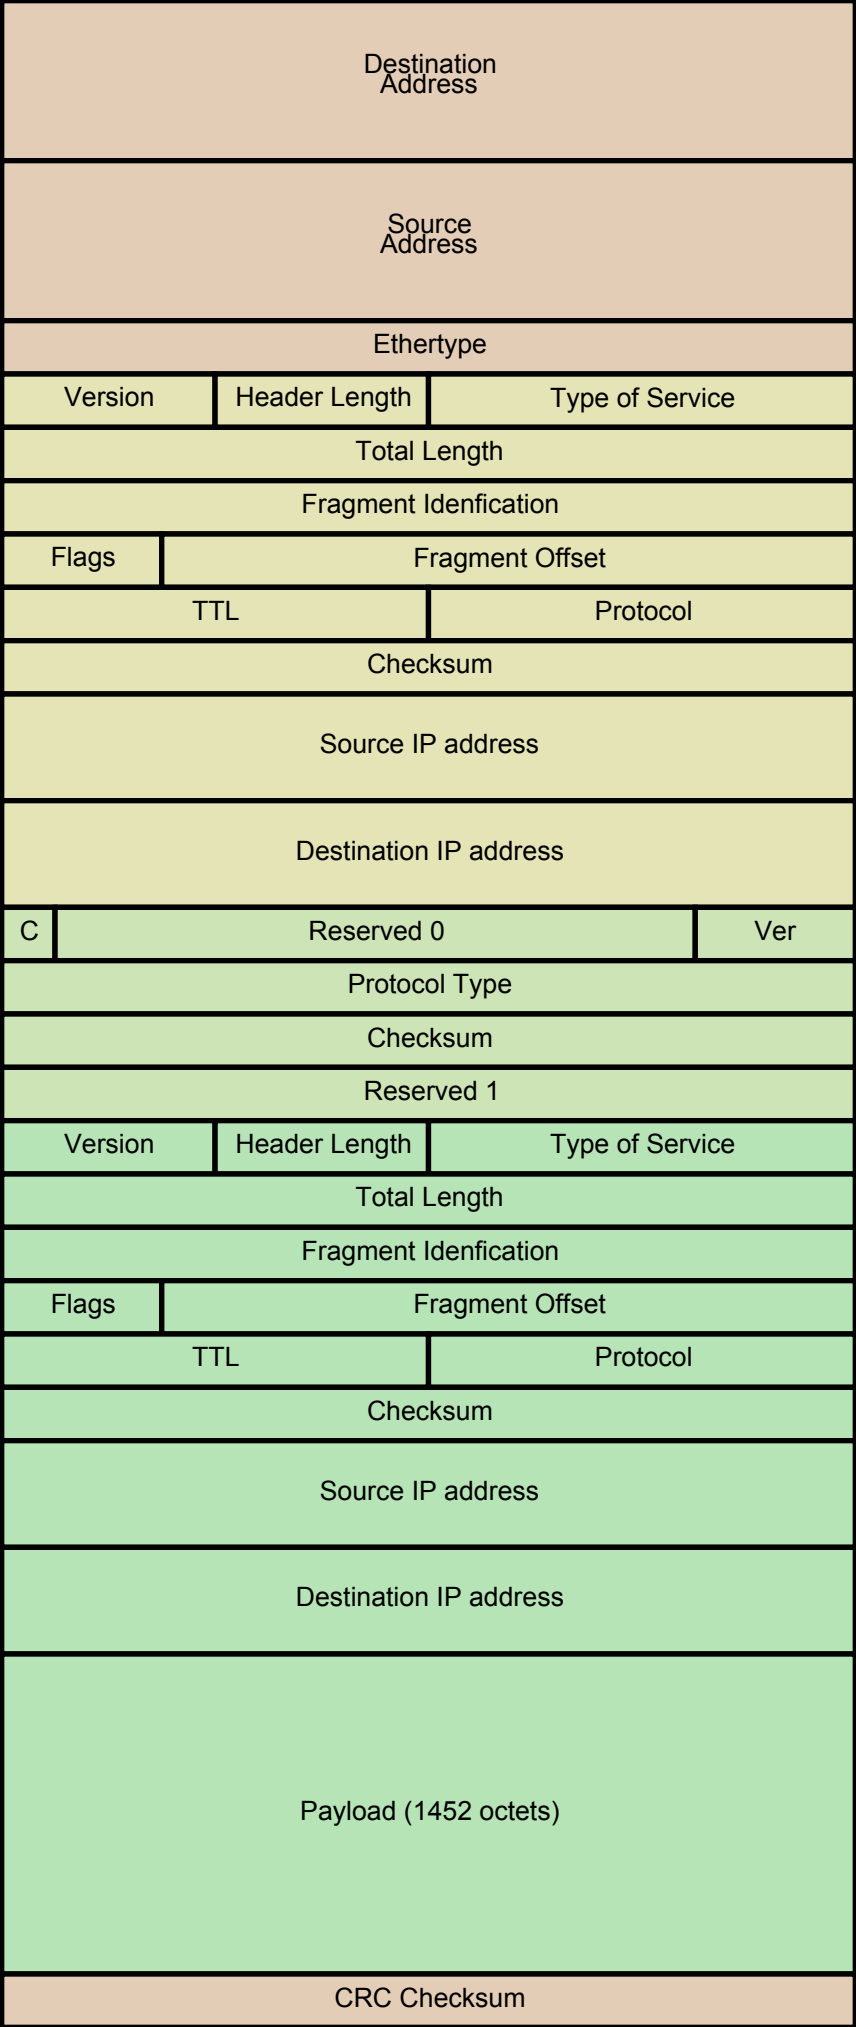 Destination
Address
Source
Address
Ethertype
Version Header Length Type of Service
Total Length
Fragment Idenfication
Flags Fragment Offset
TTL Protocol
Checksum
Source IP address
Destination IP address
C Reserved 0 Ver
Protocol Type
Checksum
Reserved 1
Version Header Length Type of Service
Total Length
Fragment Idenfication
Flags Fragment Offset
TTL Protocol
Checksum
Source IP address
Destination IP address
Payload (1452 octets)
CRC Checksum